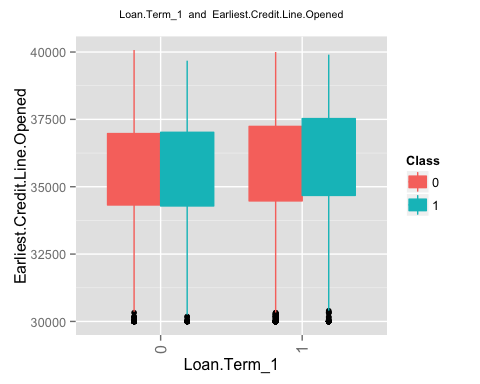 Loan.Term_1 and Earliest.Credit.Line.Opened
Earliest.Credit.Line.Opened
40000
37500
35000
32500
30000
0
1
Loan.Term_1
Class
0
1